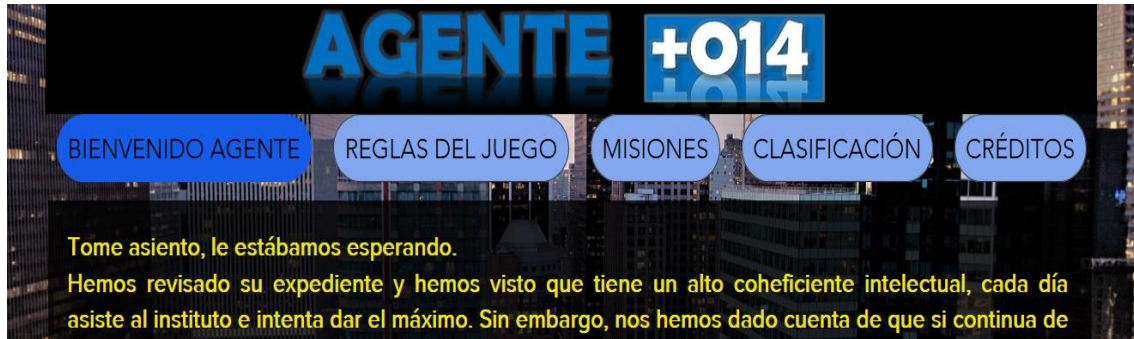 AGENTE +014
BIENVENIDO AGENTE REGLAS DEL JUEGO MISIONES CLASIFICACIÓN CRÉDITOS
Tome asiento, le estábamos esperando.
Hemos revisado su expediente y hemos visto que tiene un alto coheficiente intelectual, cada día
asiste al instituto e intenta dar el máximo. Sin embargo, nos hemos dado cuenta de que si continua de